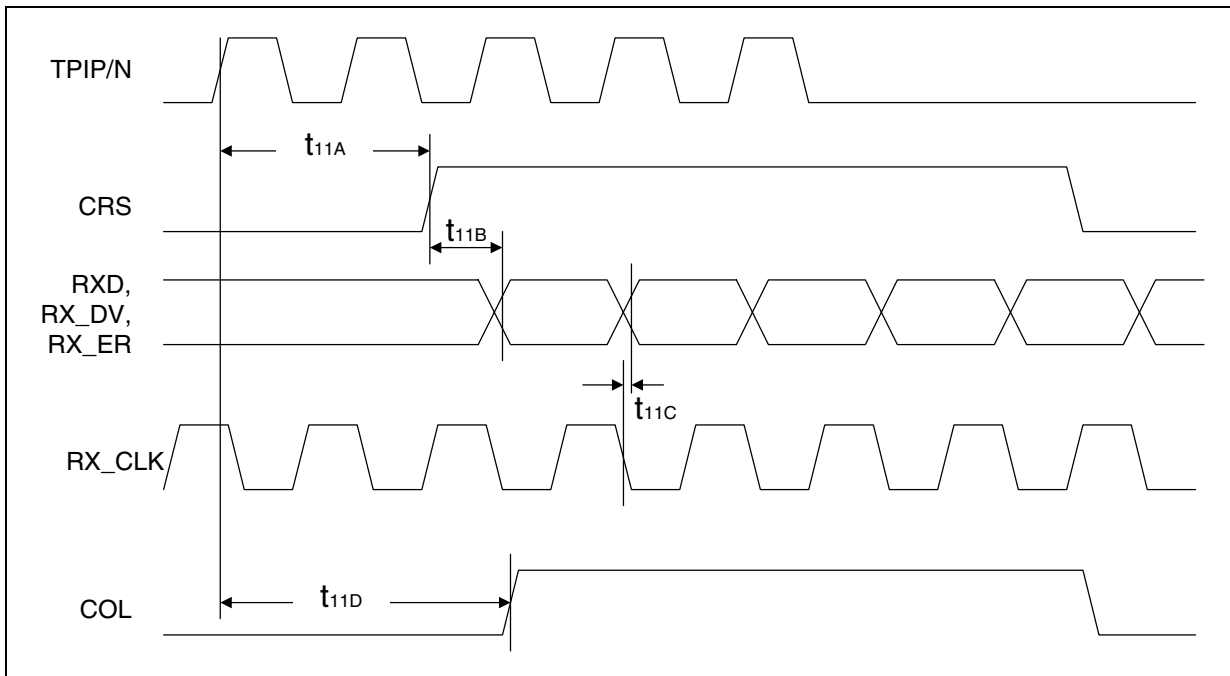 TPIP/N
t11A
CRS
t11B
RXD,
RX_DV,
RX_ER
t11C
RX_CLK
t11D
COL